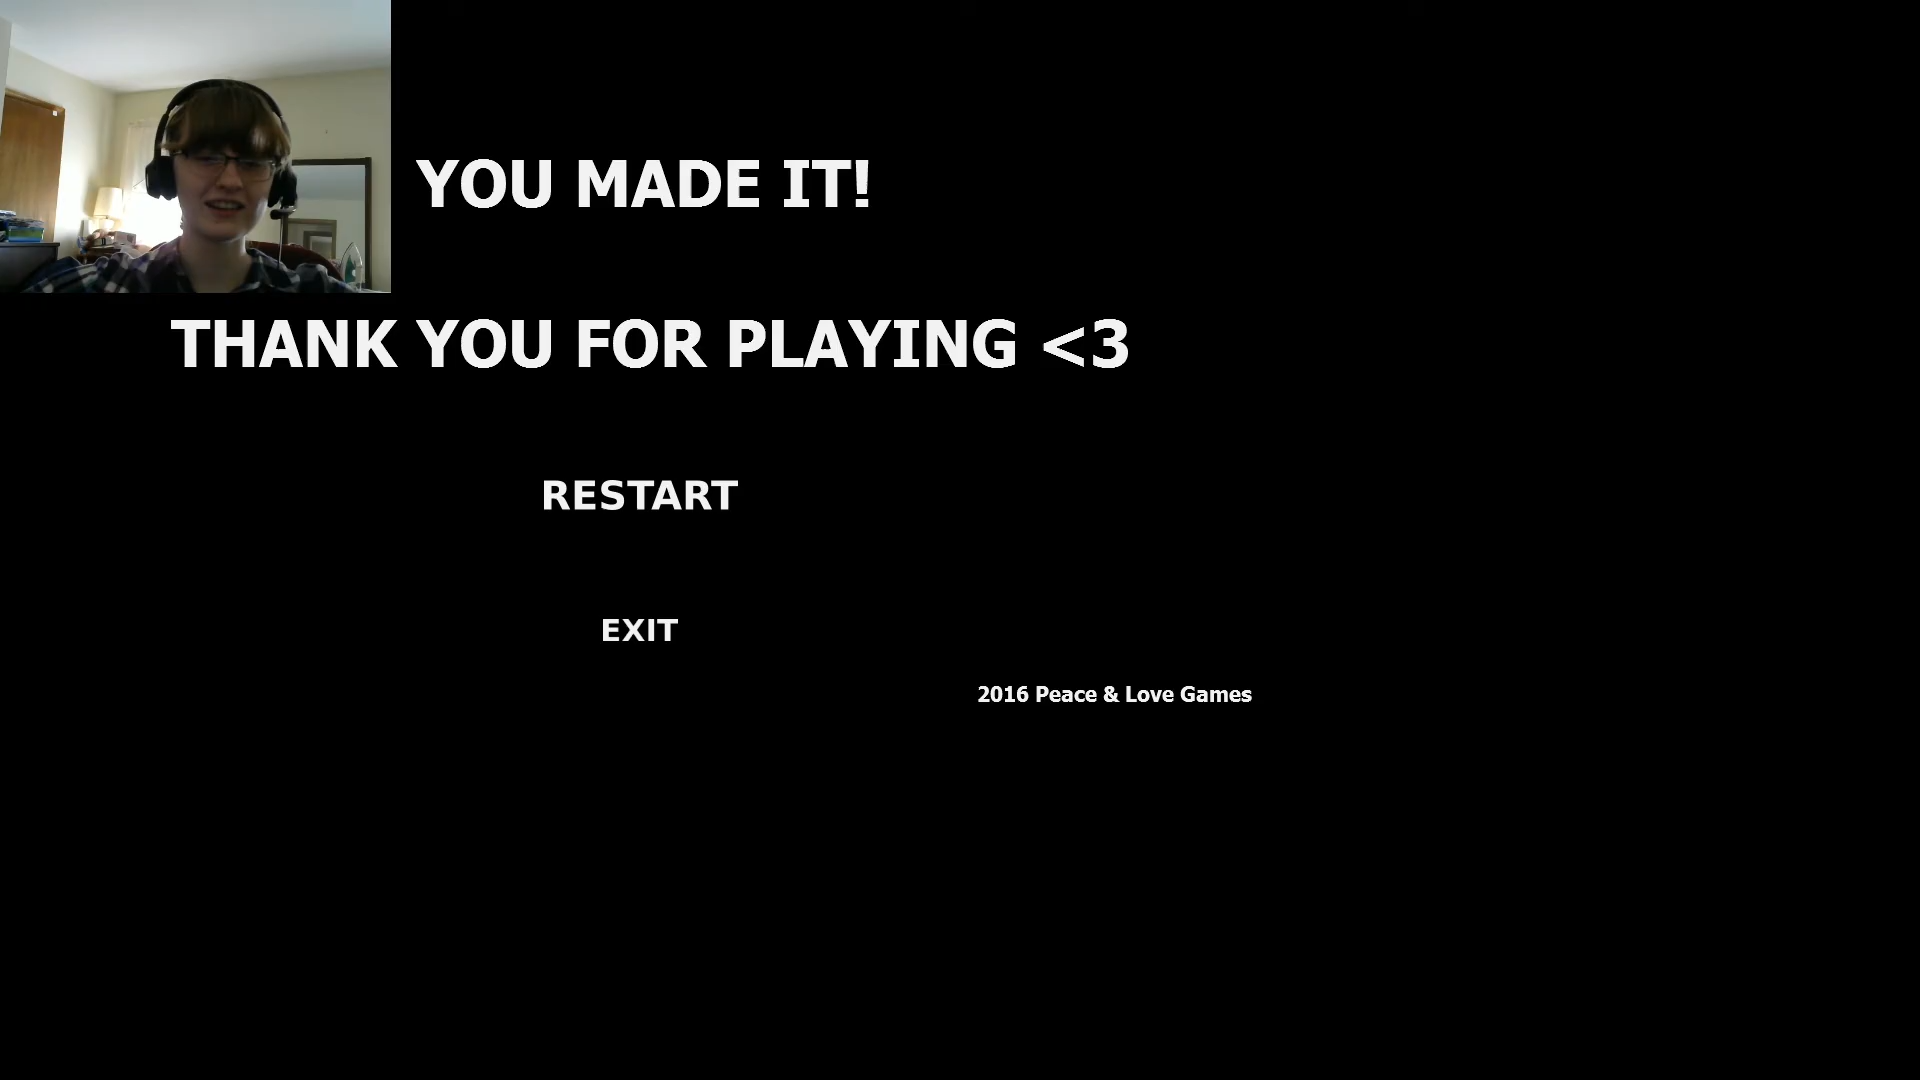 YOU MADE IT!
THANK YOU FOR PLAYING <3
RESTART
EXIT
2016 Peace & Love Games